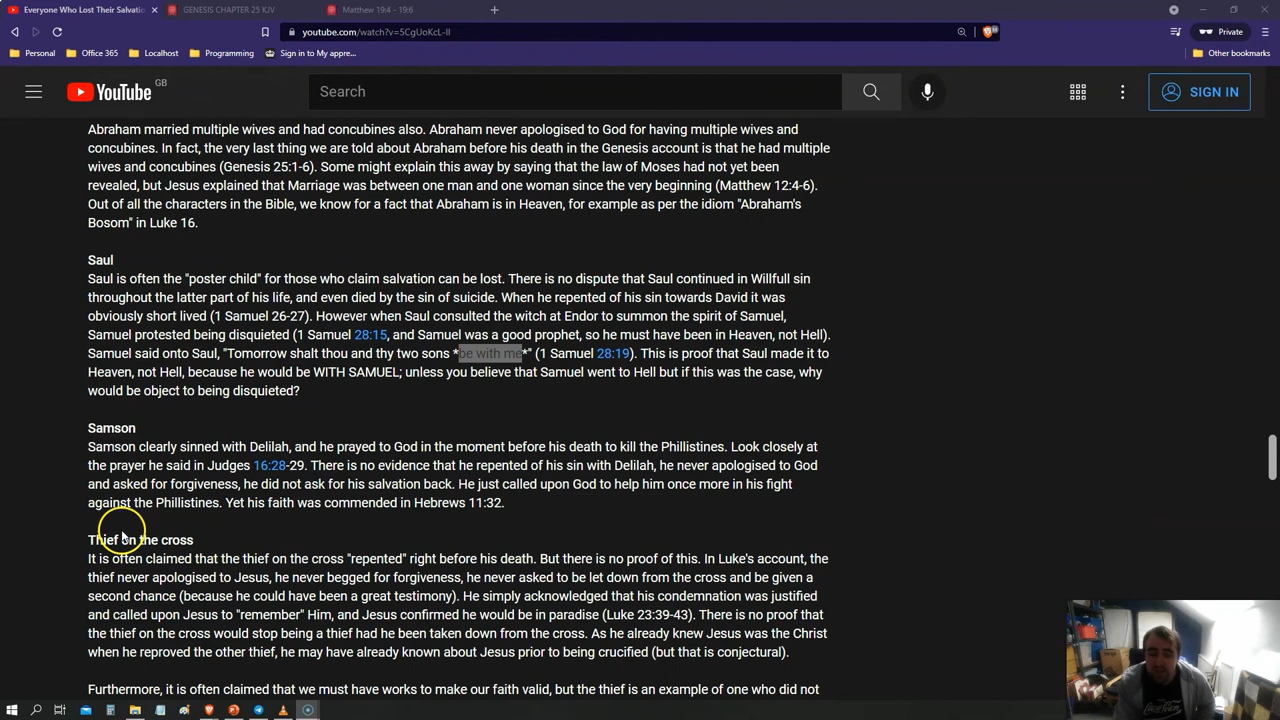 Everyone Who Lost Their Salvatio
GENESIS CHAPTER 25 KJV
Matthew 19:4 - 19:6
youtube.com/watch?v=5CgUoKcL-lI
Private
Personal
Office 365
Localhost
Programming
Sign in to My appre...
Other bookmarks
YouTube
GB
Search
SIGN IN
Abraham married multiple wives and had concubines also. Abraham never apologised to God for having multiple wives and
concubines. In fact, the very last thing we are told about Abraham before his death in the Genesis account is that he had multiple
wives and concubines (Genesis 25:1-6). Some might explain this away by saying that the law of Moses had not yet been
revealed, but Jesus explained that Marriage was between one man and one woman since the very beginning (Matthew 12:4-6).
Out of all the characters in the Bible, we know for a fact that Abraham is in Heaven, for example as per the idiom "Abraham's
Bosom" in Luke 16.
Saul
Saul is often the "poster child" for those who claim salvation can be lost. There is no dispute that Saul continued in Willfull sin
throughout the latter part of his life, and even died by the sin of suicide. When he repented of his sin towards David it was
obviously short lived (1 Samuel 26-27). However when Saul consulted the witch at Endor to summon the spirit of Samuel,
Samuel protested being disquieted (1 Samuel 28:15, and Samuel was a good prophet, so he must have been in Heaven, not Hell).
Samuel said onto Saul, "Tomorrow shalt thou and thy two sons *be with me*" (1 Samuel 28:19). This is proof that Saul made it to
Heaven, not Hell, because he would be WITH SAMUEL; unless you believe that Samuel went to Hell but if this was the case, why
would be object to being disquieted?
Samson
Samson clearly sinned with Delilah, and he prayed to God in the moment before his death to kill the Phillistines. Look closely at
the prayer he said in Judges 16:28-29. There is no evidence that he repented of his sin with Delilah, he never apologised to God
and asked for forgiveness, he did not ask for his salvation back. He just called upon God to help him once more in his fight
against the Phillistines. Yet his faith was commended in Hebrews 11:32.
Thief on the cross
It is often claimed that the thief on the cross "repented" right before his death. But there is no proof of this. In Luke's account, the
thief never apologised to Jesus, he never begged for forgiveness, he never asked to be let down from the cross and be given a
second chance (because he could have been a great testimony). He simply acknowledged that his condemnation was justified
and called upon Jesus to "remember" Him, and Jesus confirmed he would be in paradise (Luke 23:39-43). There is no proof that
the thief on the cross would stop being a thief had he been taken down from the cross. As he already knew Jesus was the Christ
when he reproved the other thief, he may have already known about Jesus prior to being crucified (but that is conjectural).
Furthermore, it is often claimed that we must have works to make our faith valid, but the thief is an example of one who did not